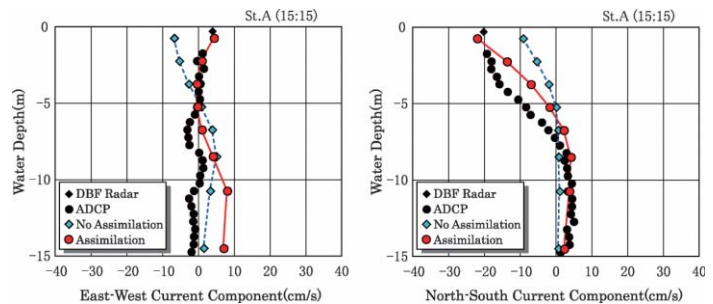 St.A (15:15)
0
−5
−10
−15
Water Depth(m)
DBF Radar
ADCP
No Assimilation
Assimilation
−40 −30 −20 −10 0 10 20 30 40
East-West Current Component(cm/s)
St.A (15:15)
0
−5
−10
−15
Water Depth(m)
DBF Radar
ADCP
No Assimilation
Assimilation
−40 −30 −20 −10 0 10 20 30 40
North-South Current Component(cm/s)